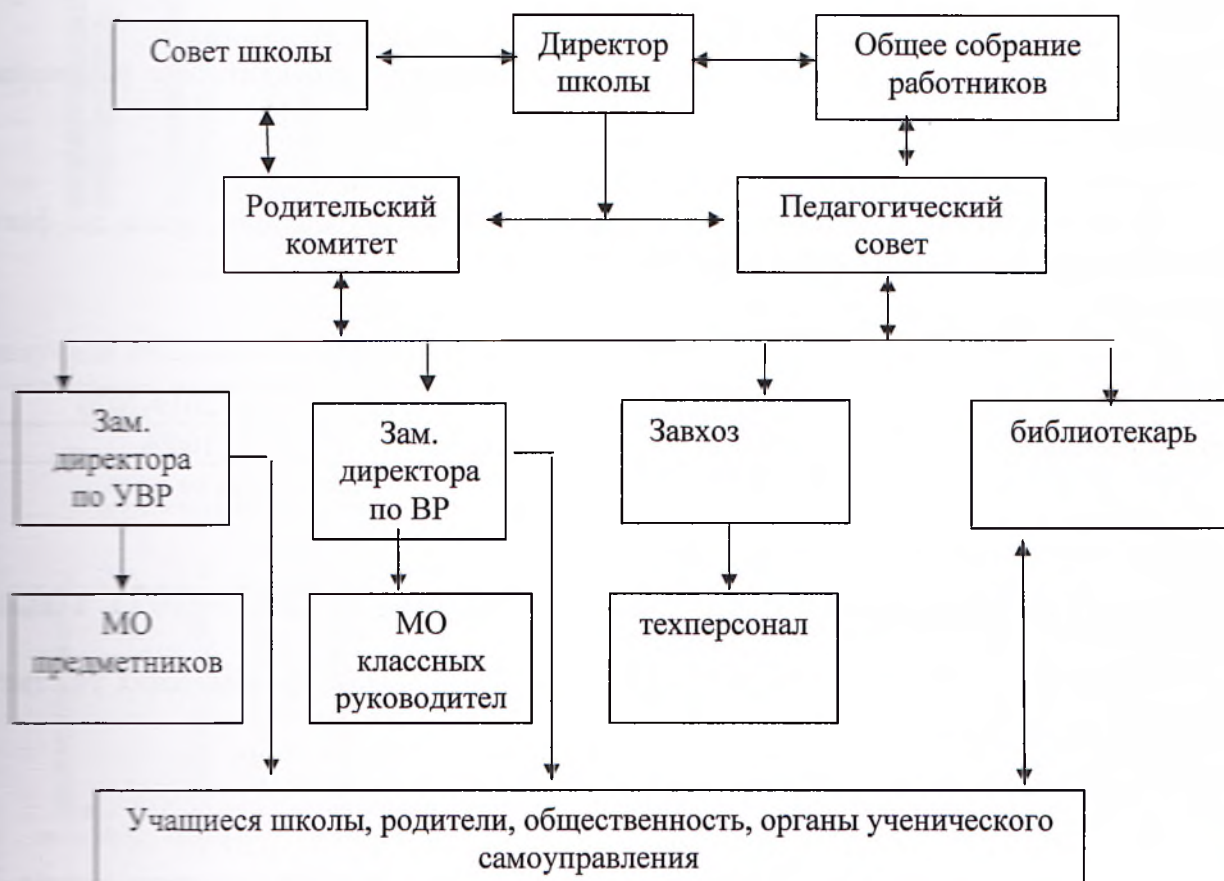 Совет школы
Директор
школы
Общее собрание
работников
Родительский
комитет
Педагогический
совет
Зам.
директора
по УВР
Зам.
директора
по ВР
Завхоз
библиотекарь
МО
предметников
МО
классных
руководител
техперсонал
Учащиеся школы, родители, общественность, органы ученического
самоуправления